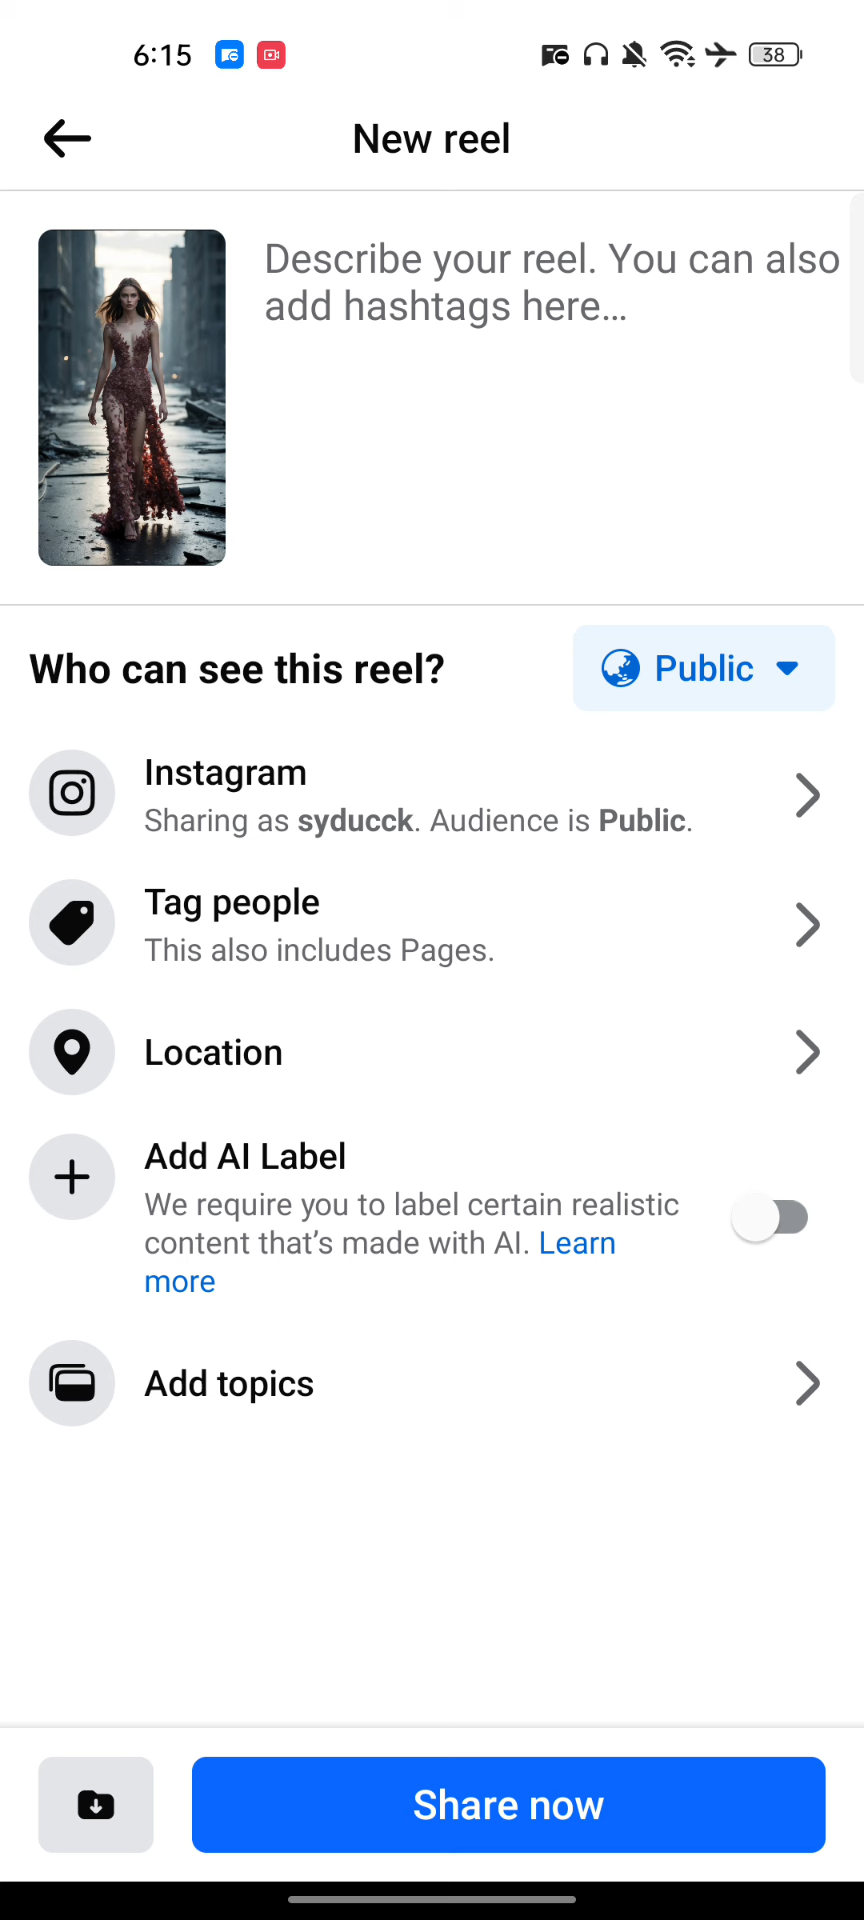 6:15
38
New reel
Describe your reel. You can also
add hashtags here...
Who can see this reel?
Public
Instagram
Sharing as syducck. Audience is Public.
Tag people
This also includes Pages.
Location
Add AI Label
We require you to label certain realistic
content that’s made with AI. Learn
more
Add topics
Share now